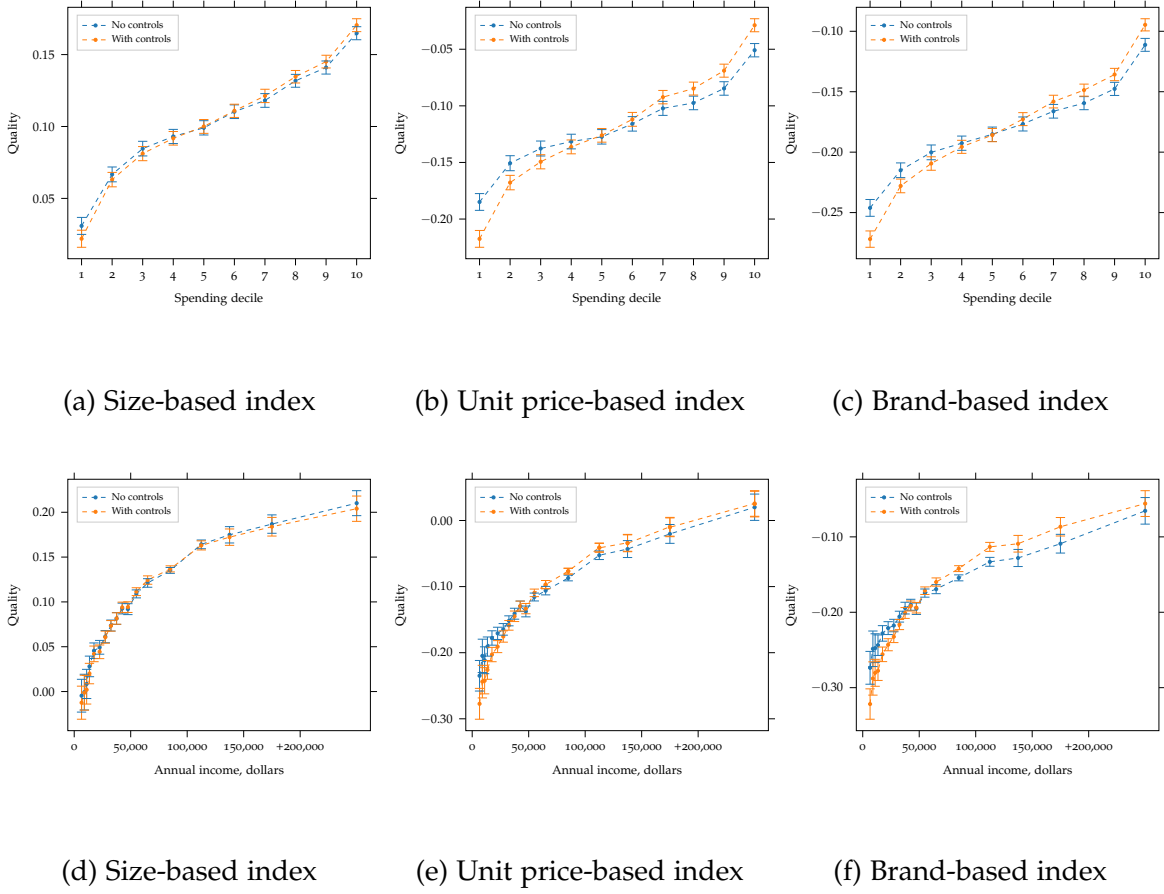 No controls
With controls
0.15
0.10
0.05
Quality
1 2 3 4 5 6 7 8 9 10
Spending decile
(a) Size-based index
No controls
With controls
−0.05
−0.10
−0.15
−0.20
Quality
1 2 3 4 5 6 7 8 9 10
Spending decile
(b) Unit price-based index
No controls
With controls
−0.10
−0.15
−0.20
−0.25
Quality
1 2 3 4 5 6 7 8 9 10
Spending decile
(c) Brand-based index
No controls
With controls
0.20
0.15
0.10
0.05
0.00
Quality
0 50,000 100,000 150,000 +200,000
Annual income, dollars
(d) Size-based index
No controls
With controls
0.00
−0.10
−0.20
−0.30
Quality
0 50,000 100,000 150,000 +200,000
Annual income, dollars
(e) Unit price-based index
No controls
With controls
−0.10
−0.20
−0.30
Quality
0 50,000 100,000 150,000 +200,000
Annual income, dollars
(f) Brand-based index